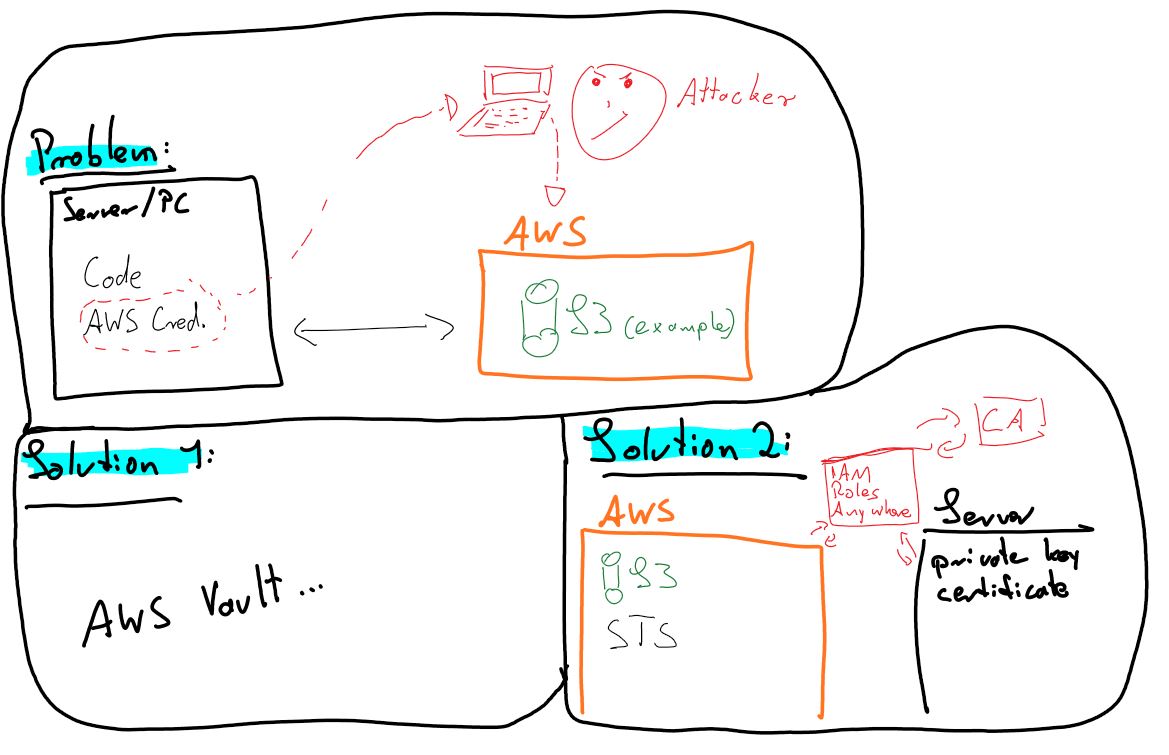 Attacker
Problem:
Server/PC
Code
AWS Cred.
AWS
S3 (example)
Solution 1:
AWS Vault...
Solution 2:
CA
IAM
Roles
Anywhere
AWS
S3
STS
Server
private key
certificate